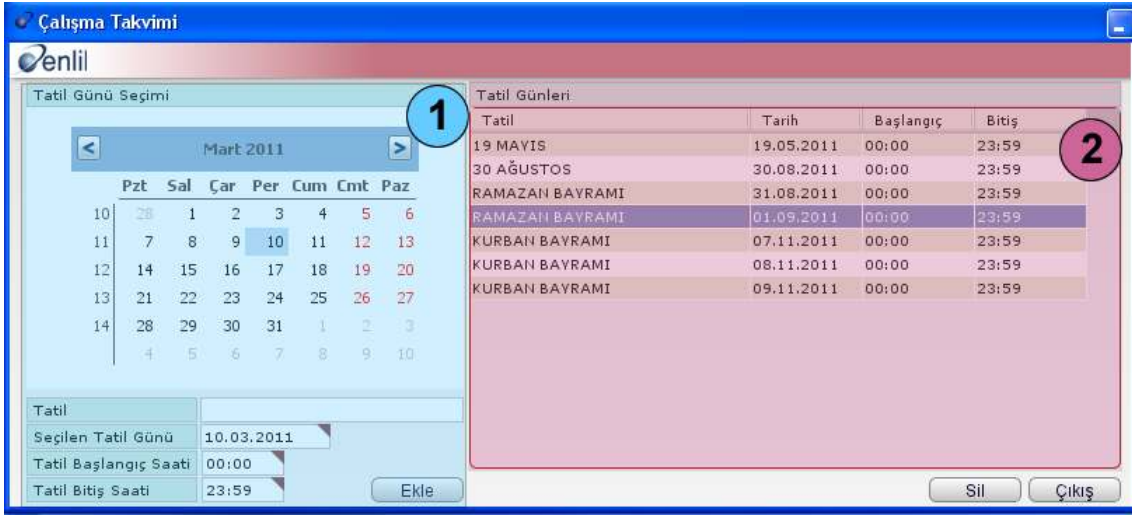 Çalışma Takvimi
enlil
Tatil Günü Seçimi
1
< Mart 2011 >
Pzt Sal Çar Per Cum Cmt Paz
10 28 1 2 3 4 5 6
11 7 8 9 10 11 12 13
12 14 15 16 17 18 19 20
13 21 22 23 24 25 26 27
14 28 29 30 31 1 2 3
4 5 6 7 8 9 10
Tatil
Seçilen Tatil Günü 10.03.2011
Tatil Başlangıç Saati 00:00
Tatil Bitiş Saati 23:59 Ekle
Tatil Günleri
Tatil Tarih Başlangıç Bitiş
2
19 MAYIS 19.05.2011 00:00 23:59
30 AĞUSTOS 30.08.2011 00:00 23:59
RAMAZAN BAYRAMI 31.08.2011 00:00 23:59
RAMAZAN BAYRAMI 01.09.2011 00:00 23:59
KURBAN BAYRAMI 07.11.2011 00:00 23:59
KURBAN BAYRAMI 08.11.2011 00:00 23:59
KURBAN BAYRAMI 09.11.2011 00:00 23:59
Sil Çıkış